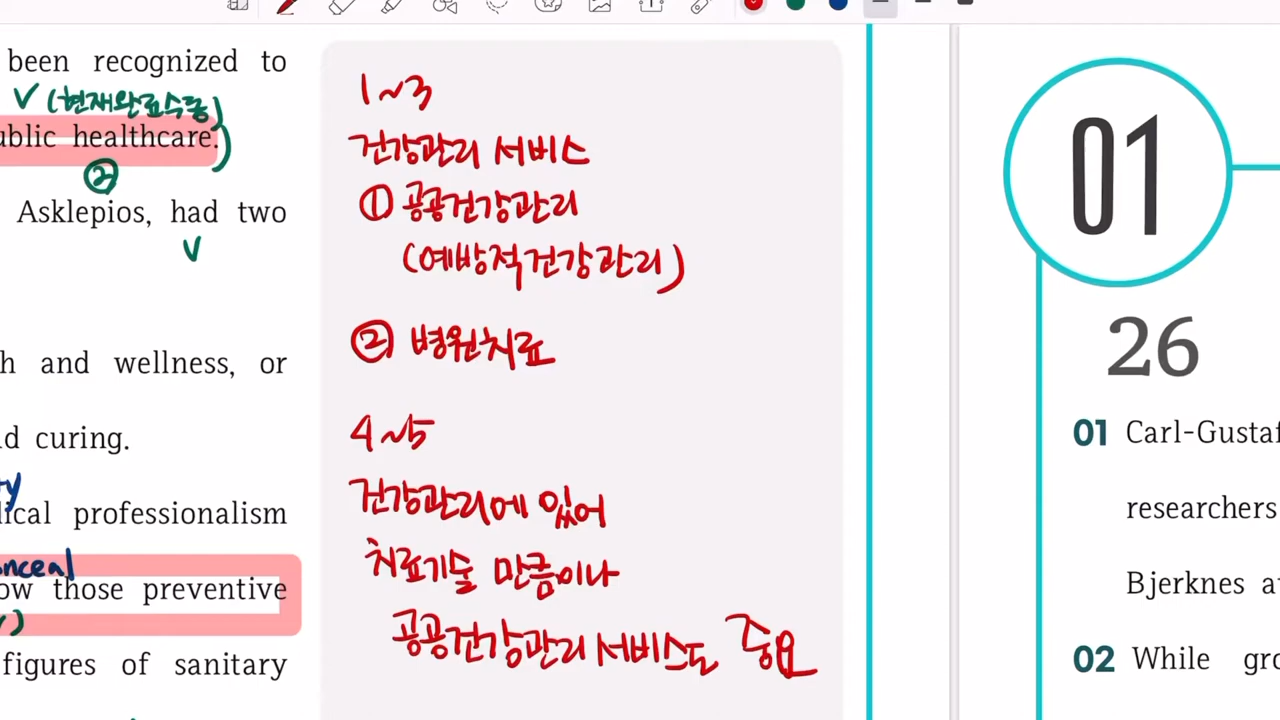 been recognized to
V (현재완료수동)
ublic healthcare.)
②
Asklepios, had two
V
h and wellness, or
d curing.
ty
lical professionalism
onceal
ow those preventive
figures of sanitary
1~3
건강관리 서비스
① 공공건강관리
(예방적건강관리)
② 병원치료
4~5
건강관리에 있어
치료기술 만큼이나
공공건강관리서비스도 중요
01
26
01 Carl-Gustaf
researchers
Bjerknes a
02 While gro